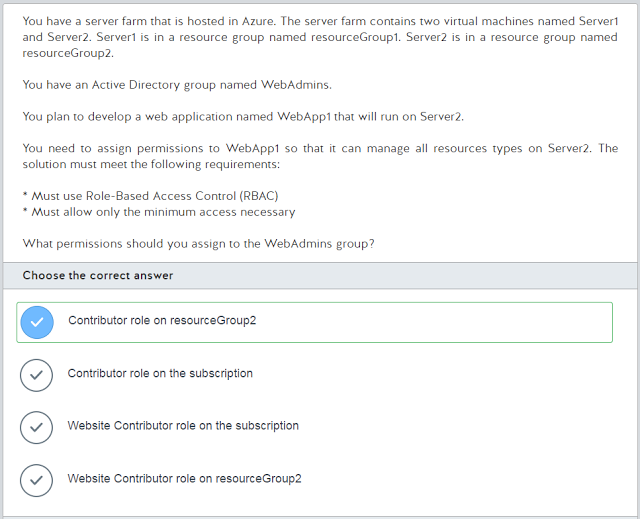 You have a server farm that is hosted in Azure. The server farm contains two virtual machines named Server1
and Server2. Server1 is in a resource group named resourceGroup1. Server2 is in a resource group named
resourceGroup2.
You have an Active Directory group named WebAdmins.
You plan to develop a web application named WebApp1 that will run on Server2.
You need to assign permissions to WebApp1 so that it can manage all resources types on Server2. The
solution must meet the following requirements:
* Must use Role-Based Access Control (RBAC)
* Must allow only the minimum access necessary
What permissions should you assign to the WebAdmins group?
Choose the correct answer
Contributor role on resourceGroup2
Contributor role on the subscription
Website Contributor role on the subscription
Website Contributor role on resourceGroup2